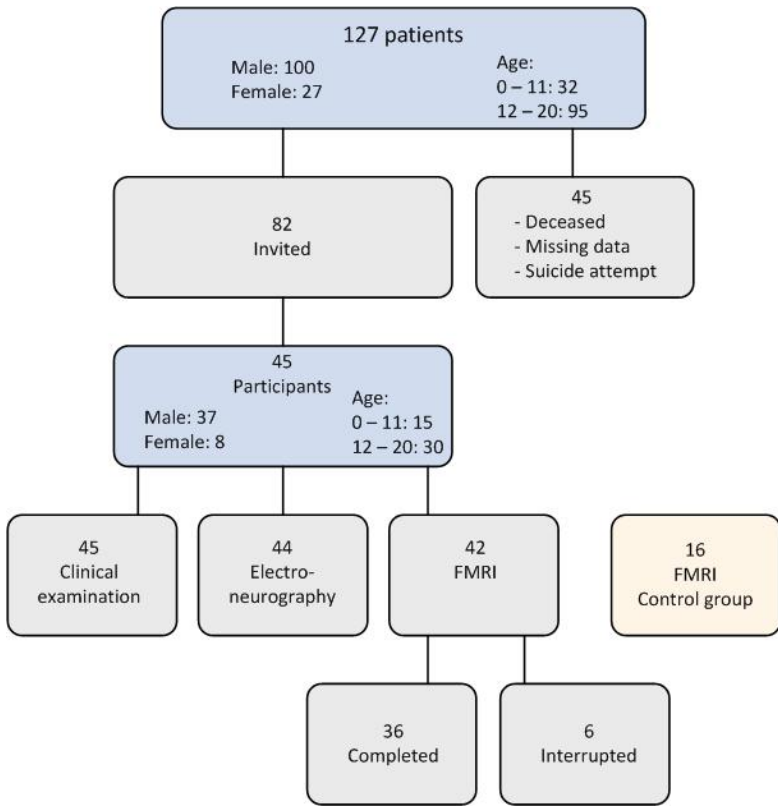 127 patients
Male: 100
Female: 27
Age:
0 – 11: 32
12 – 20: 95
82
Invited
45
- Deceased
- Missing data
- Suicide attempt
45
Participants
Male: 37
Female: 8
Age:
0 – 11: 15
12 – 20: 30
45
Clinical
examination
44
Electro-
neurography
42
FMRI
16
FMRI
Control group
36
Completed
6
Interrupted